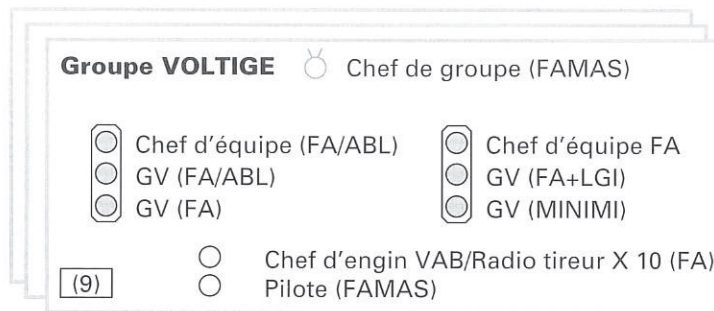 Groupe VOLTIGE Chef de groupe (FAMAS)
Chef d'équipe (FA/ABL)
GV (FA/ABL)
GV (FA)
Chef d'équipe FA
GV (FA+LGI)
GV (MINIMI)
Chef d'engin VAB/Radio tireur X 10 (FA)
Pilote (FAMAS)
(9)